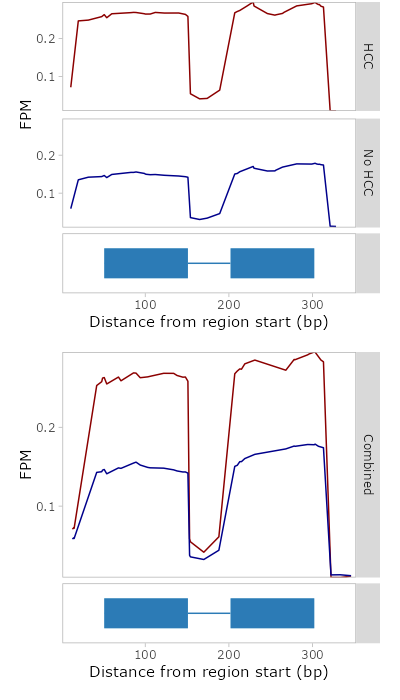 0.2
0.1
HCC
FPM
0.2
0.1
No HCC
100 200 300
Distance from region start (bp)
0.2
0.1
FPM
Combined
100 200 300
Distance from region start (bp)